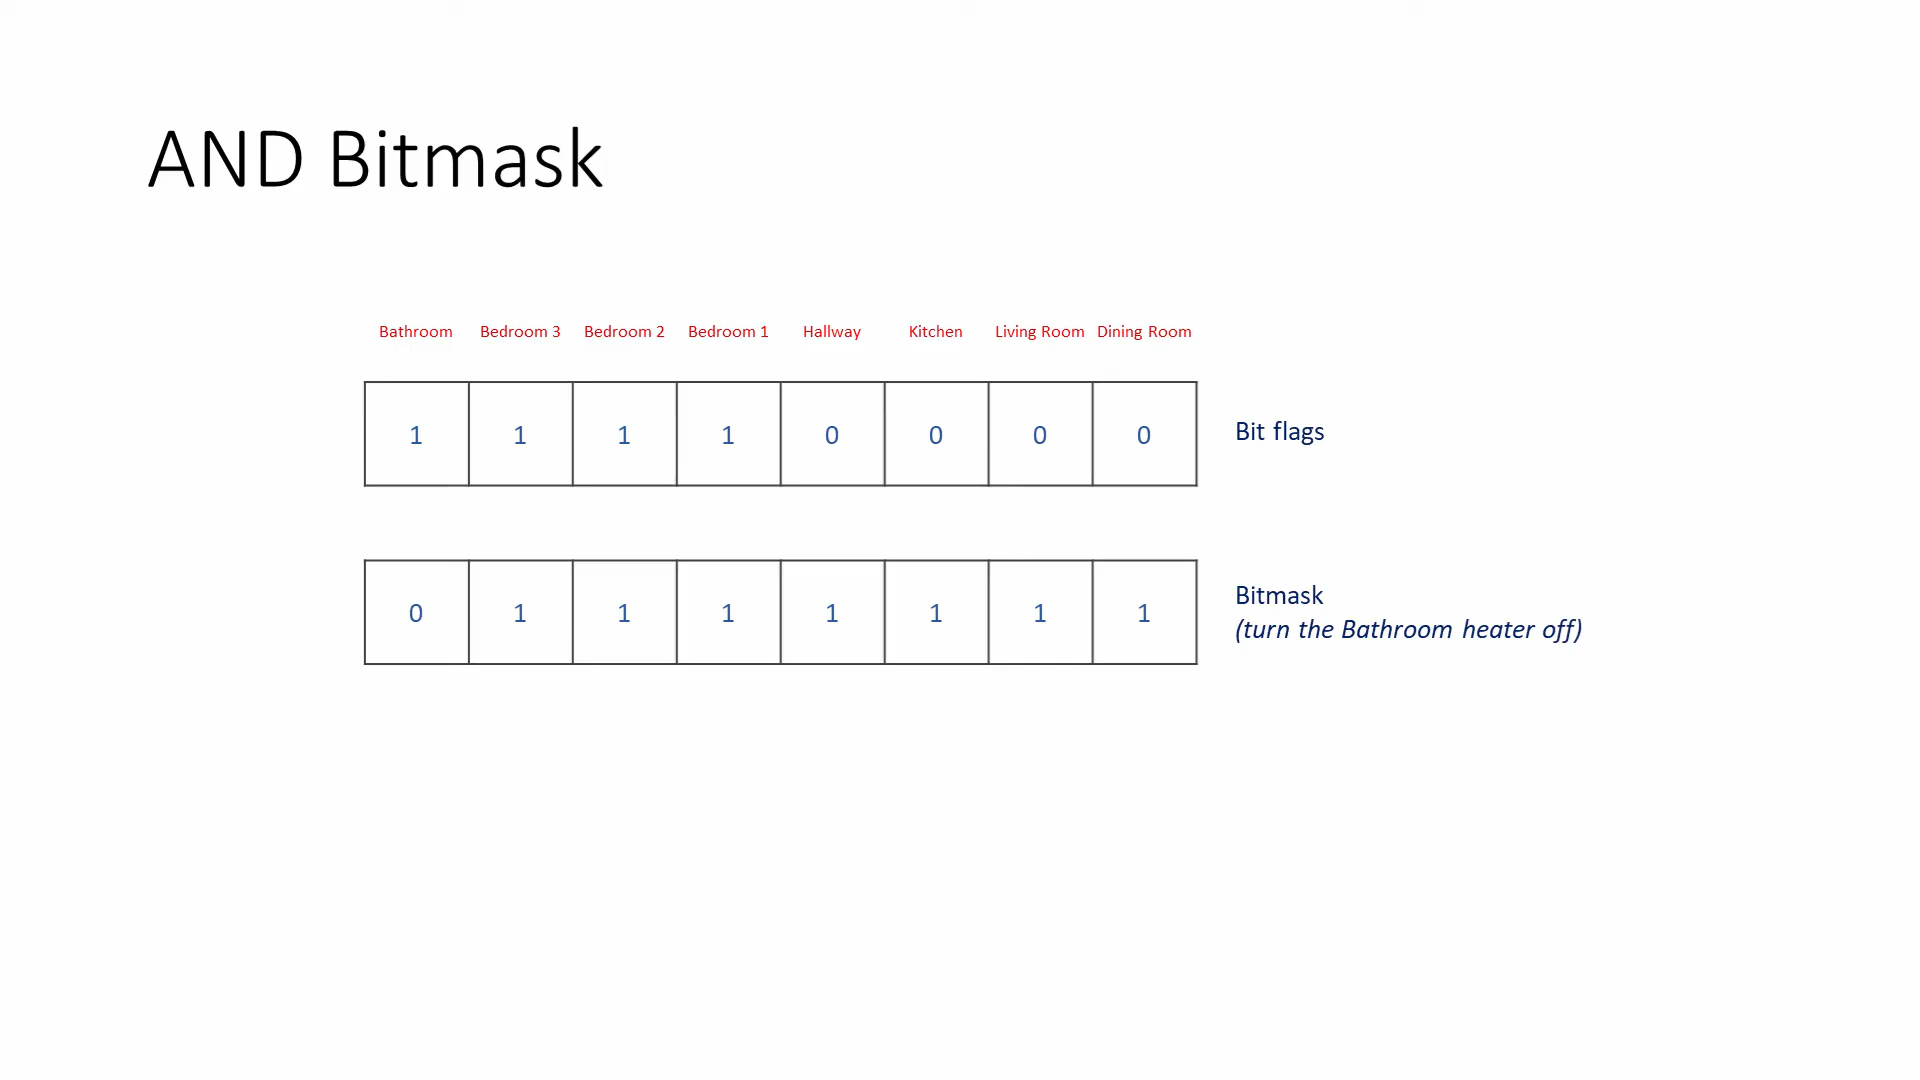 AND Bitmask
Bathroom Bedroom 3 Bedroom 2 Bedroom 1 Hallway Kitchen Living Room Dining Room
1 1 1 1 0 0 0 0 Bit flags
0 1 1 1 1 1 1 1 Bitmask
(turn the Bathroom heater off)